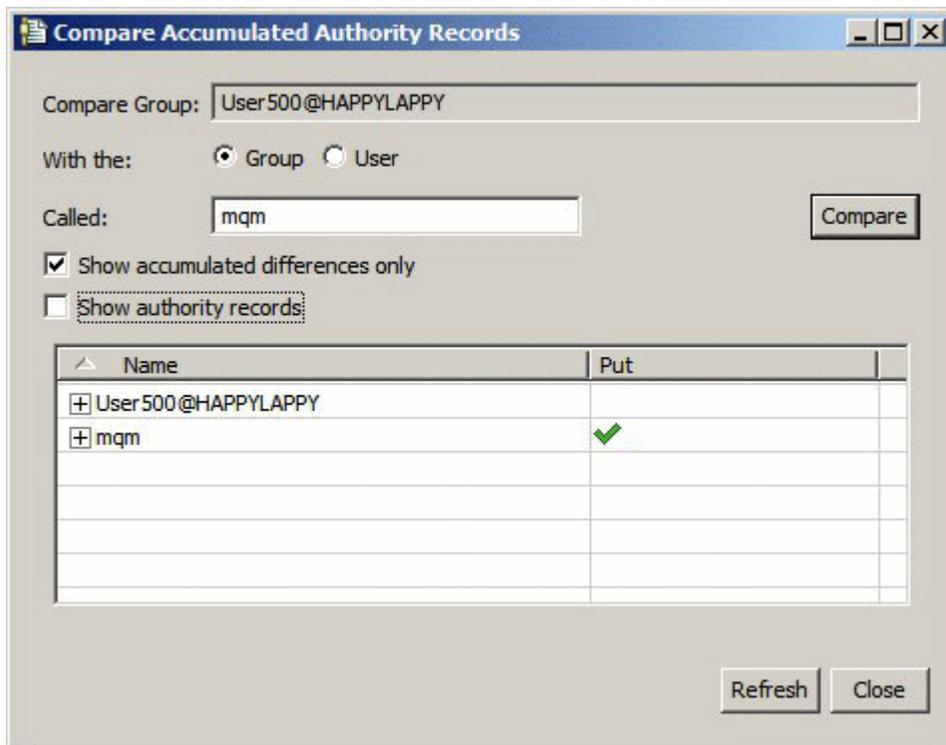 Compare Accumulated Authority Records
Compare Group: User500@HAPPYLAPPY
With the: Group User
Called: mqm Compare
Show accumulated differences only
Show authority records
Name Put
User500@HAPPYLAPPY
mqm
Refresh Close